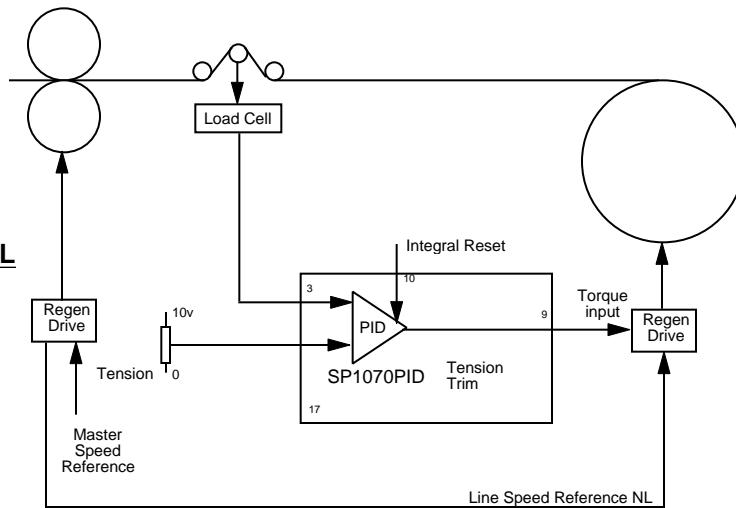 Load Cell
L
Integral Reset
3
10
9
10v
Regen
Drive
PID
Torque
input
Regen
Drive
Tension
0
SP1070PID
Tension
Trim
17
Master
Speed
Reference
Line Speed Reference NL